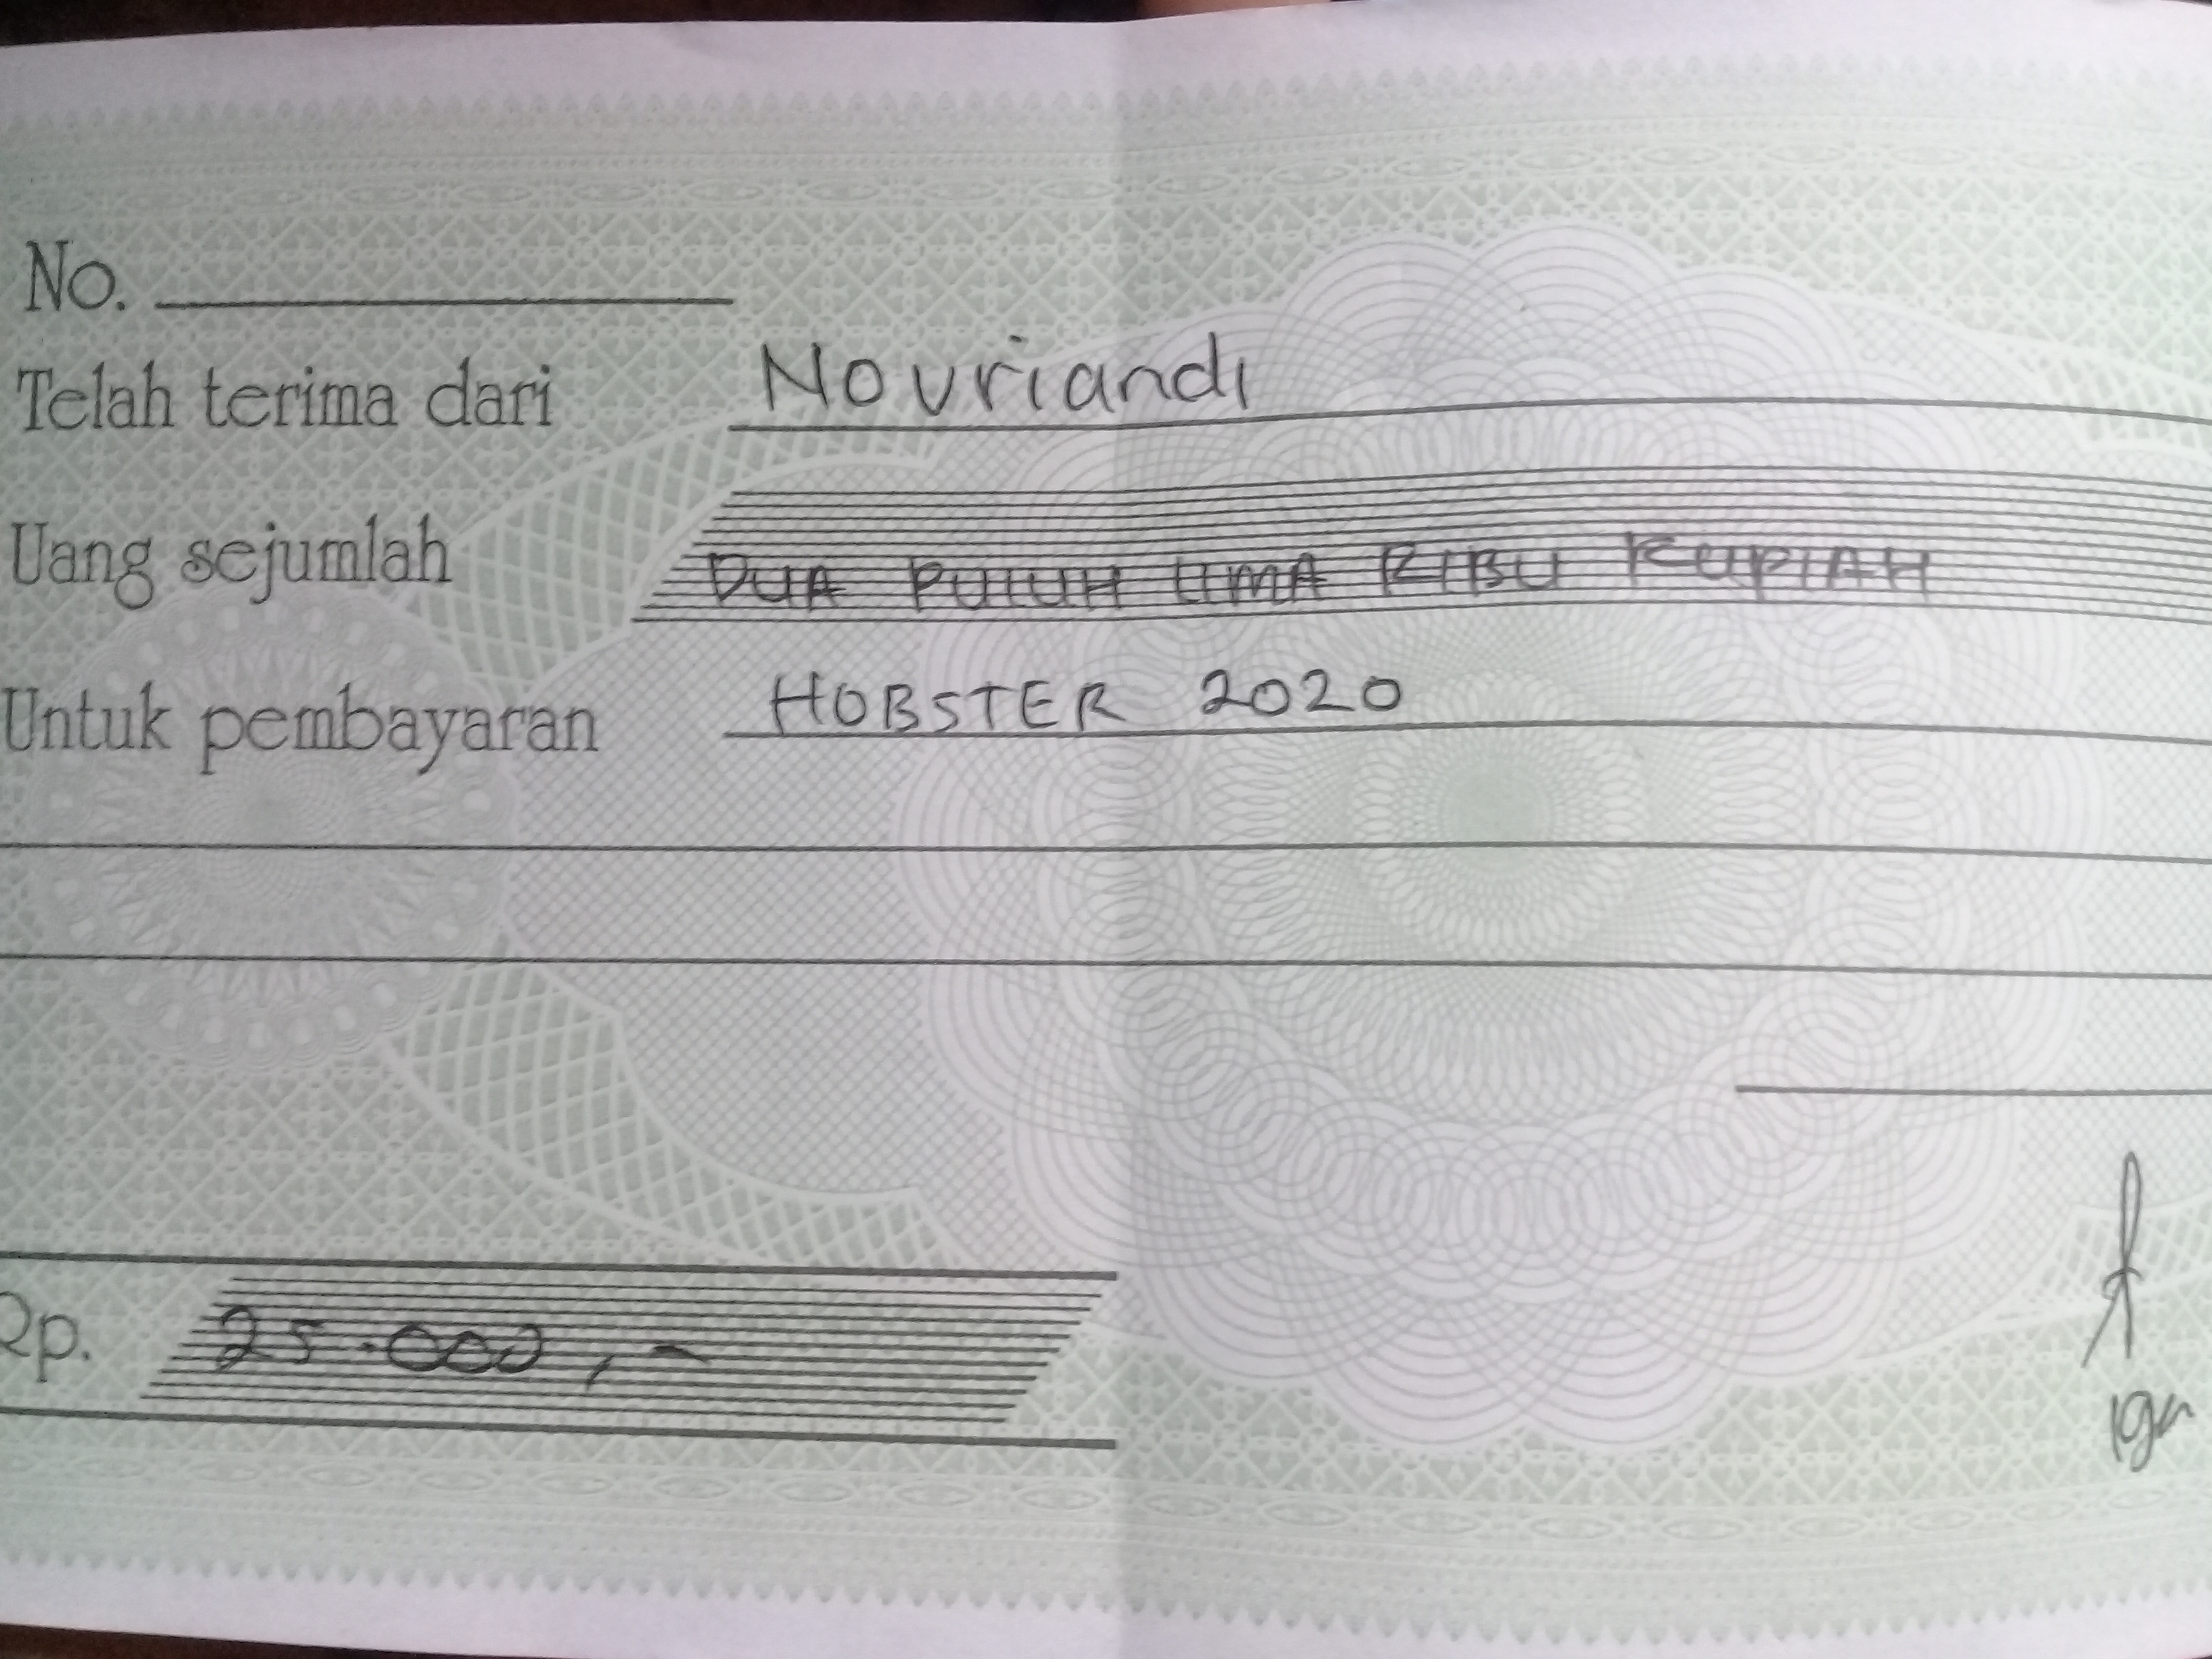 No.
Telah terima dari Novriandi
Uang sejumlah DUA PULUH LIMA RIBU RUPIAH
Untuk pembayaran HOBSTER 2020
Rp. 25.000,-